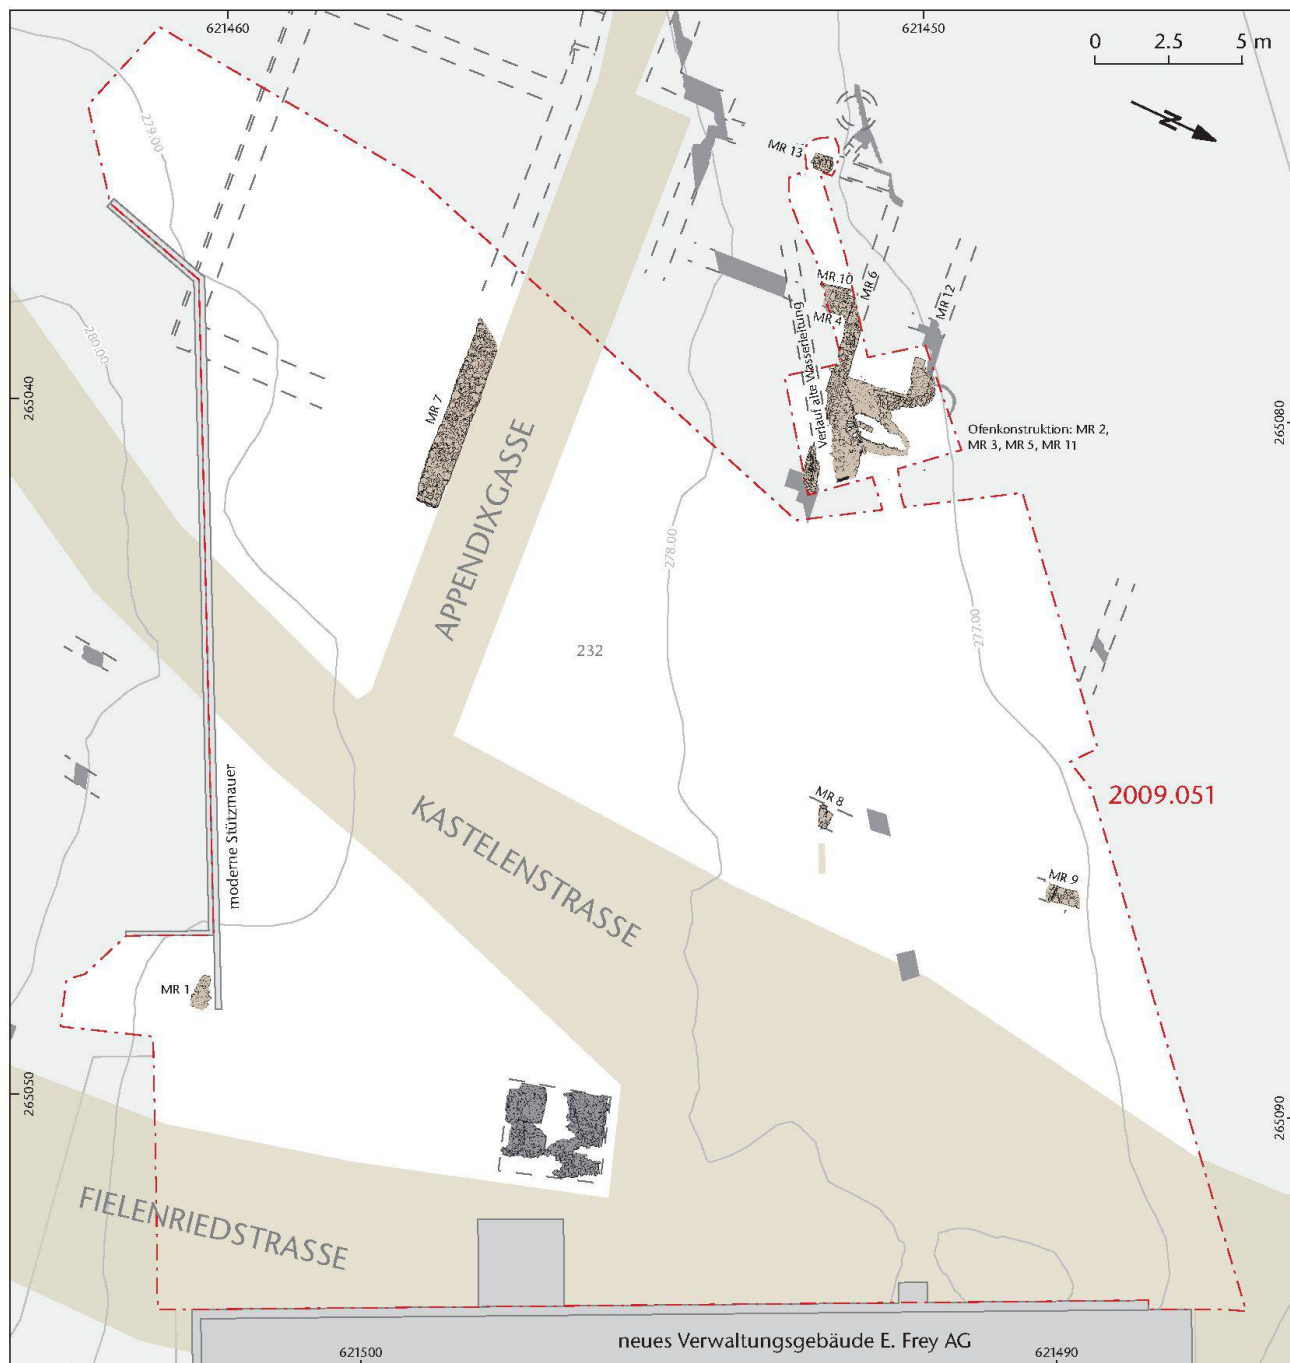 621460
621450
0 2.5 5 m
N
279.00
MR 13
280.00
MR 10
MR 6
MR 4
MR 12
Verlauf alte Wasserleitung
265040
MR 7
265080
Ofenkonstruktion: MR 2,
MR 3, MR 5, MR 11
APPENDIXGASSE
278.00
277.00
232
moderne Stützmauer
MR 8
2009.051
KASTELENSTRASSE
MR 9
MR 1
265050
265090
FIELENRIEDSTRASSE
neues Verwaltungsgebäude E. Frey AG
621500
621490